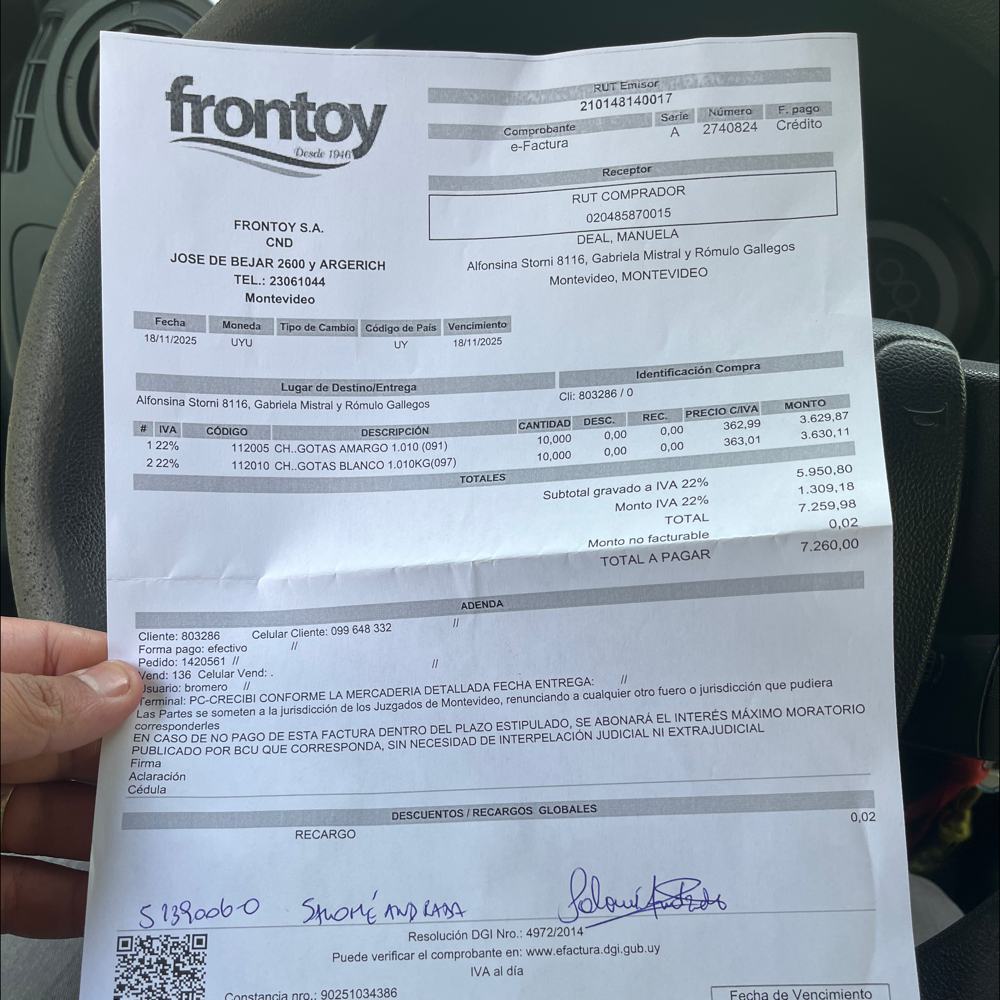 frontoy
Desde 1946
FRONTOY S.A.
CND
JOSE DE BEJAR 2600 y ARGERICH
TEL.: 23061044
Montevideo
RUT Emisor
210148140017
Comprobante Serie Número F. pago
e-Factura A 2740824 Crédito
Receptor
RUT COMPRADOR
020485870015
DEAL, MANUELA
Alfonsina Storni 8116, Gabriela Mistral y Rómulo Gallegos
Montevideo, MONTEVIDEO
Fecha Moneda Tipo de Cambio Código de País Vencimiento
18/11/2025 UYU UY 18/11/2025
Lugar de Destino/Entrega Identificación Compra
Alfonsina Storni 8116, Gabriela Mistral y Rómulo Gallegos Cli: 803286 / 0
# IVA CÓDIGO DESCRIPCIÓN CANTIDAD DESC. REC. PRECIO C/IVA MONTO
1 22% 112005 CH..GOTAS AMARGO 1.010 (091) 10,000 0,00 0,00 362,99 3.629,87
2 22% 112010 CH..GOTAS BLANCO 1.010KG(097) 10,000 0,00 0,00 363,01 3.630,11
TOTALES
Subtotal gravado a IVA 22% 5.950,80
Monto IVA 22% 1.309,18
TOTAL 7.259,98
Monto no facturable 0,02
TOTAL A PAGAR 7.260,00
ADENDA
Cliente: 803286 Celular Cliente: 099 648 332 //
Forma pago: efectivo //
Pedido: 1420561 // //
Vend: 136 Celular Vend: .
Usuario: bromero //
Terminal: PC-CRECIBI CONFORME LA MERCADERIA DETALLADA FECHA ENTREGA: //
Las Partes se someten a la jurisdicción de los Juzgados de Montevideo, renunciando a cualquier otro fuero o jurisdicción que pudiera
corresponderles
EN CASO DE NO PAGO DE ESTA FACTURA DENTRO DEL PLAZO ESTIPULADO, SE ABONARÁ EL INTERÉS MÁXIMO MORATORIO
PUBLICADO POR BCU QUE CORRESPONDA, SIN NECESIDAD DE INTERPELACIÓN JUDICIAL NI EXTRAJUDICIAL
Firma
Aclaración
Cédula
DESCUENTOS / RECARGOS GLOBALES
RECARGO 0,02
5139006-0 SALOMÉ ANDRADA
Resolución DGI Nro.: 4972/2014
Puede verificar el comprobante en: www.efactura.dgi.gub.uy
IVA al día
Constancia nro.: 90251034386 Fecha de Vencimiento